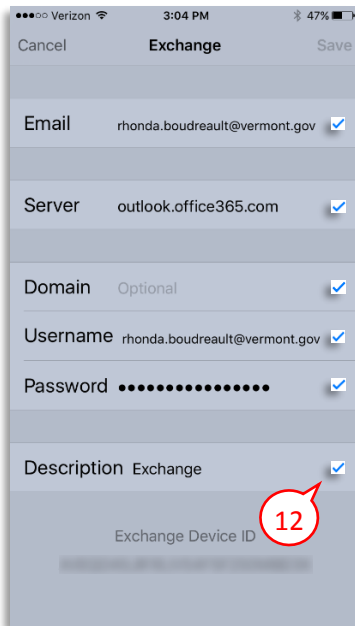 Verizon 3:04 PM 47%
Cancel Exchange Save
Email rhonda.boudreault@vermont.gov
Server outlook.office365.com
Domain Optional
Username rhonda.boudreault@vermont.gov
Password ●●●●●●●●●●●●●●●●
Description Exchange
12
Exchange Device ID